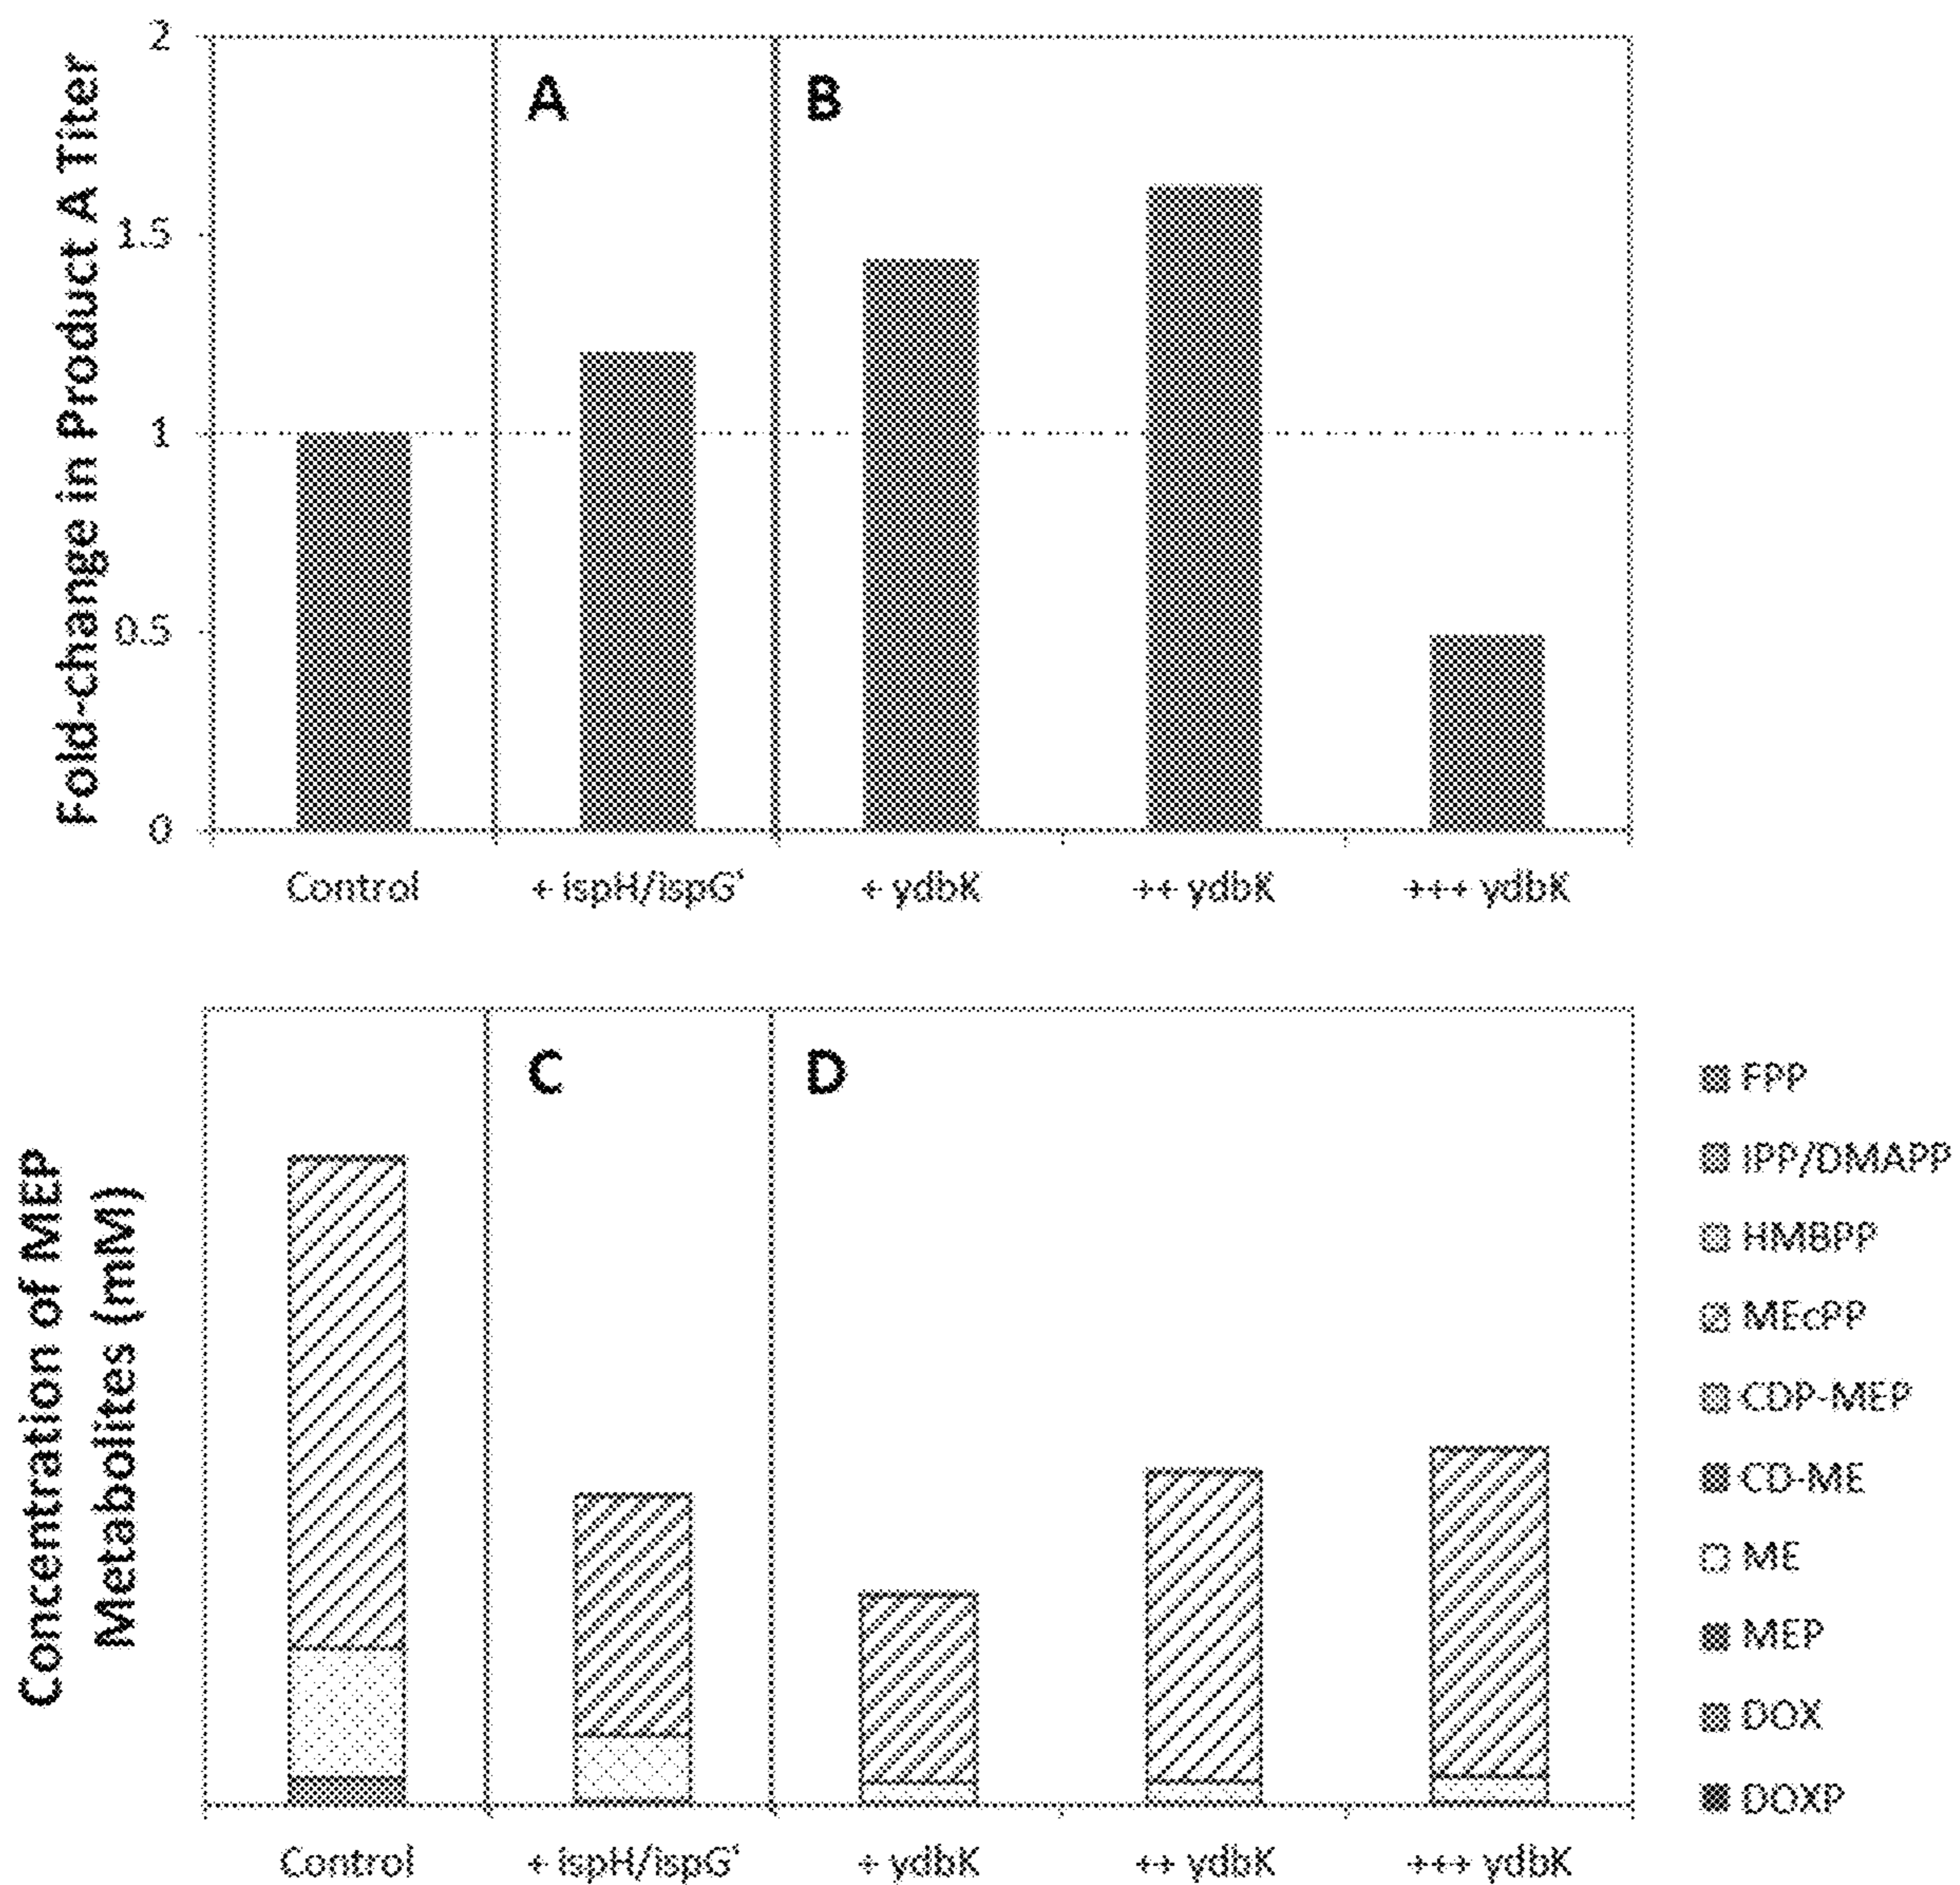 Fold-change in Product A Titer
2
1.5
1
0.5
0
A
B
Control
+ ispH/ispG'
+ ydbK
++ ydbK
+++ ydbK
Concentration of MEP
Metabolites (mM)
C
D
Control
+ ispH/ispG'
+ ydbK
++ ydbK
+++ ydbK
FPP
IPP/DMAPP
HMBPP
MEcPP
CDP-MEP
CD-ME
ME
MEP
DOX
DOXP